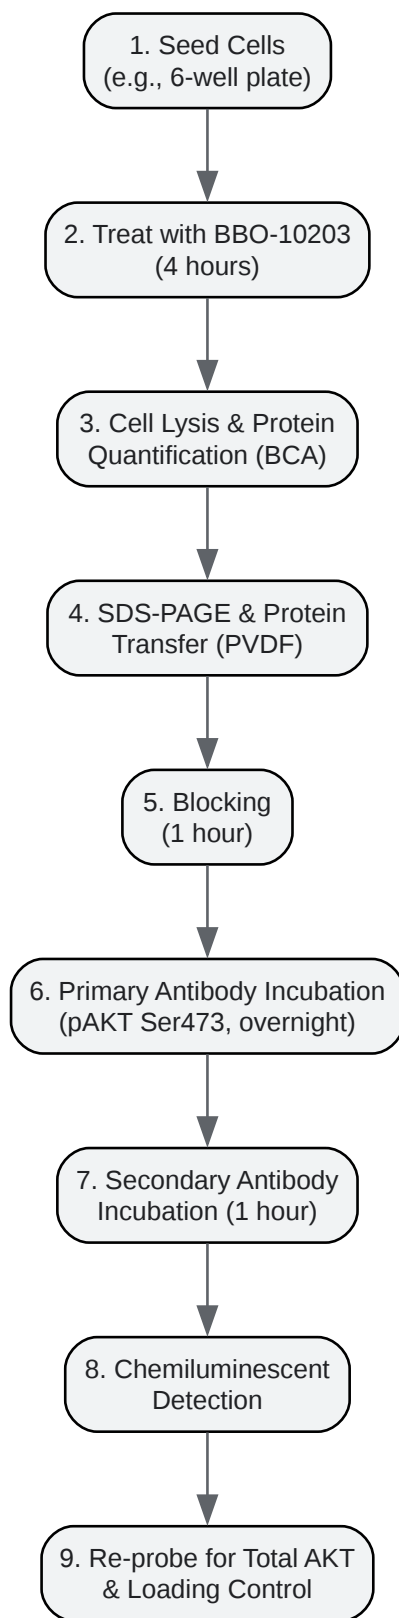 1. Seed Cells
(e.g., 6-well plate)
2. Treat with BBO-10203
(4 hours)
3. Cell Lysis & Protein
Quantification (BCA)
4. SDS-PAGE & Protein
Transfer (PVDF)
5. Blocking
(1 hour)
6. Primary Antibody Incubation
(pAKT Ser473, overnight)
7. Secondary Antibody
Incubation (1 hour)
8. Chemiluminescent
Detection
9. Re-probe for Total AKT
& Loading Control